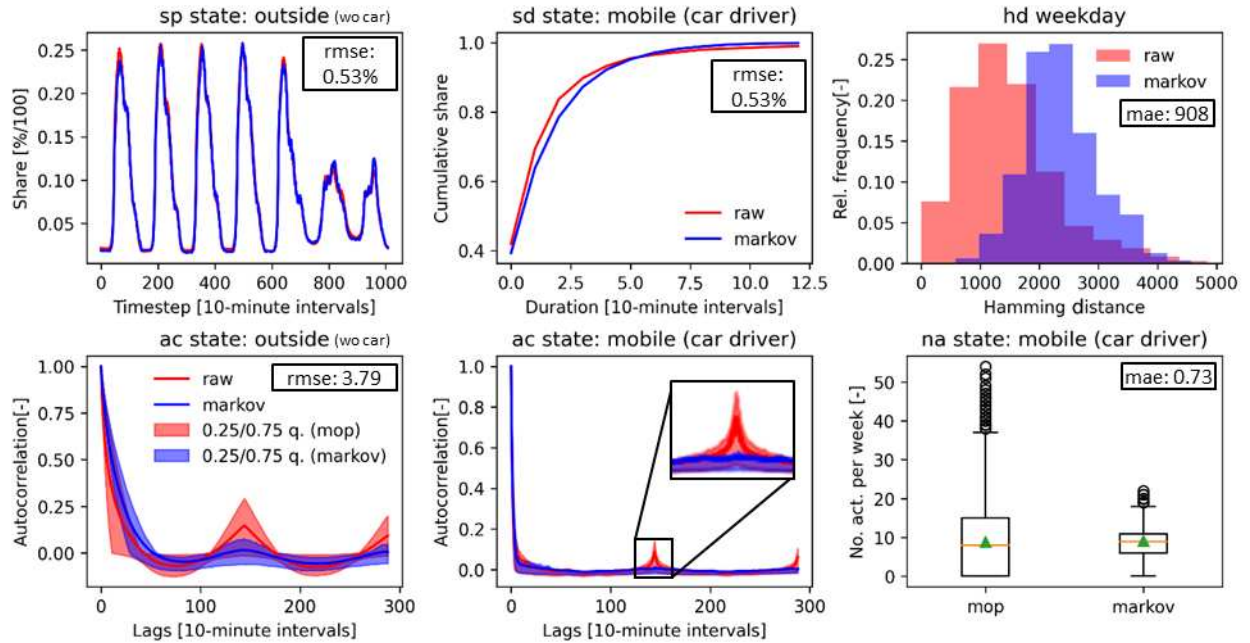 sp state: outside (wo car)
rmse:
0.53%
Share [%/100]
0.25
0.20
0.15
0.10
0.05
0 200 400 600 800 1000
Timestep [10-minute intervals]
sd state: mobile (car driver)
rmse:
0.53%
Cumulative share
1.0
0.8
0.6
0.4
raw
markov
0.0 2.5 5.0 7.5 10.0 12.5
Duration [10-minute intervals]
hd weekday
raw
markov
mae: 908
Rel. frequency[-]
0.25
0.20
0.15
0.10
0.05
0.00
0 1000 2000 3000 4000 5000
Hamming distance
ac state: outside (wo car)
rmse: 3.79
raw
markov
0.25/0.75 q. (mop)
0.25/0.75 q. (markov)
Autocorrelation[-]
1.00
0.75
0.50
0.25
0.00
0 100 200 300
Lags [10-minute intervals]
ac state: mobile (car driver)
Autocorrelation[-]
1.0
0.8
0.6
0.4
0.2
0.0
0 100 200 300
Lags [10-minute intervals]
na state: mobile (car driver)
mae: 0.73
No. act. per week [-]
50
40
30
20
10
0
mop markov